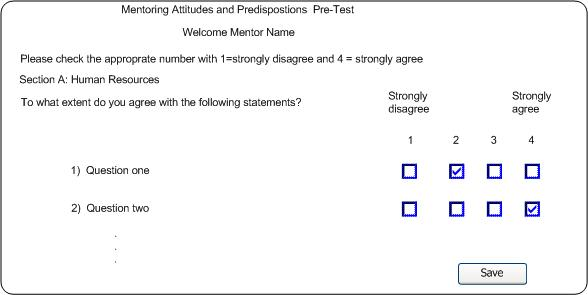 Mentoring Attitudes and Predispostions  Pre-Test
Welcome Mentor Name
Please check the approprate number with 1=strongly disagree and 4 = strongly agree
Section A: Human Resources
To what extent do you agree with the following statements?
Strongly disagree
Strongly agree
1 2 3 4
1) Question one
2) Question two
.
.
.
Save